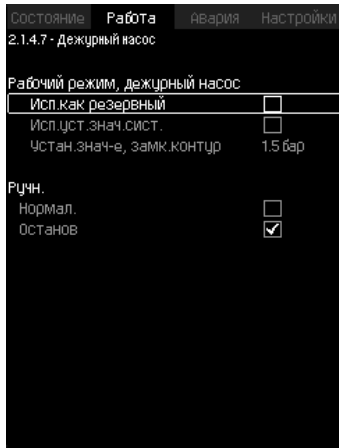 Состояние Работа Авария Настройки
2.1.4.7 - Дежурный насос
Рабочий режим, дежурный насос
Исп.как резервный
Исп.уст.знач.сист.
Устан.знач-е, замк.контур 1.5 бар
Ручн.
Нормал.
Останов